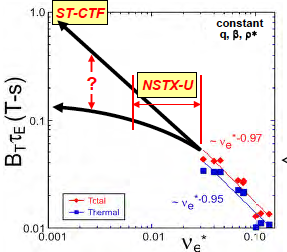 ST-CTF
constant
q, β, ρ*
NSTX-U
?
1.0
0.1
0.01
B_Tτ_E (T-s)
~ ν_e*^-0.97
~ ν_e*^-0.95
Total
Thermal
0.001
0.01
0.10
ν_e*